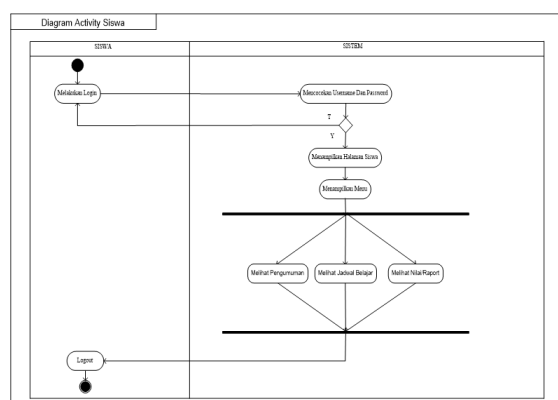 Diagram Activity Siswa
SISWA
SISTEM
Melakukan Login
Mencocokan Username Dan Password
T
Y
Menampilkan Halaman Siswa
Menampilkan Menu
Melihat Pengumuman
Melihat Jadwal Belajar
Melihat Nilai/Raport
Logout